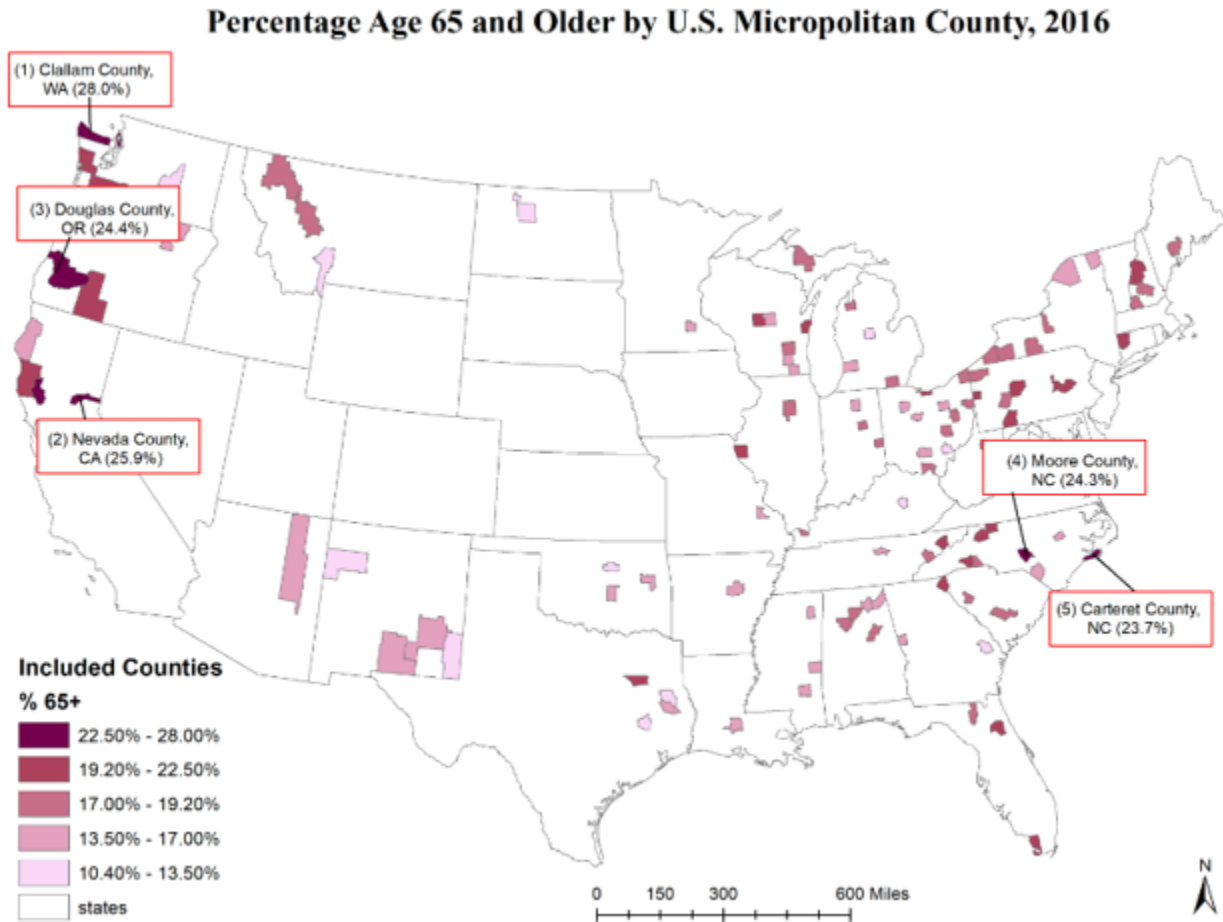 Percentage Age 65 and Older by U.S. Micropolitan County, 2016
(1) Clallam County,
WA (28.0%)
(3) Douglas County,
OR (24.4%)
(2) Nevada County,
CA (25.9%)
(4) Moore County,
NC (24.3%)
(5) Carteret County,
NC (23.7%)
Included Counties
% 65+
22.50% - 28.00%
19.20% - 22.50%
17.00% - 19.20%
13.50% - 17.00%
10.40% - 13.50%
states
0 150 300 600 Miles
N